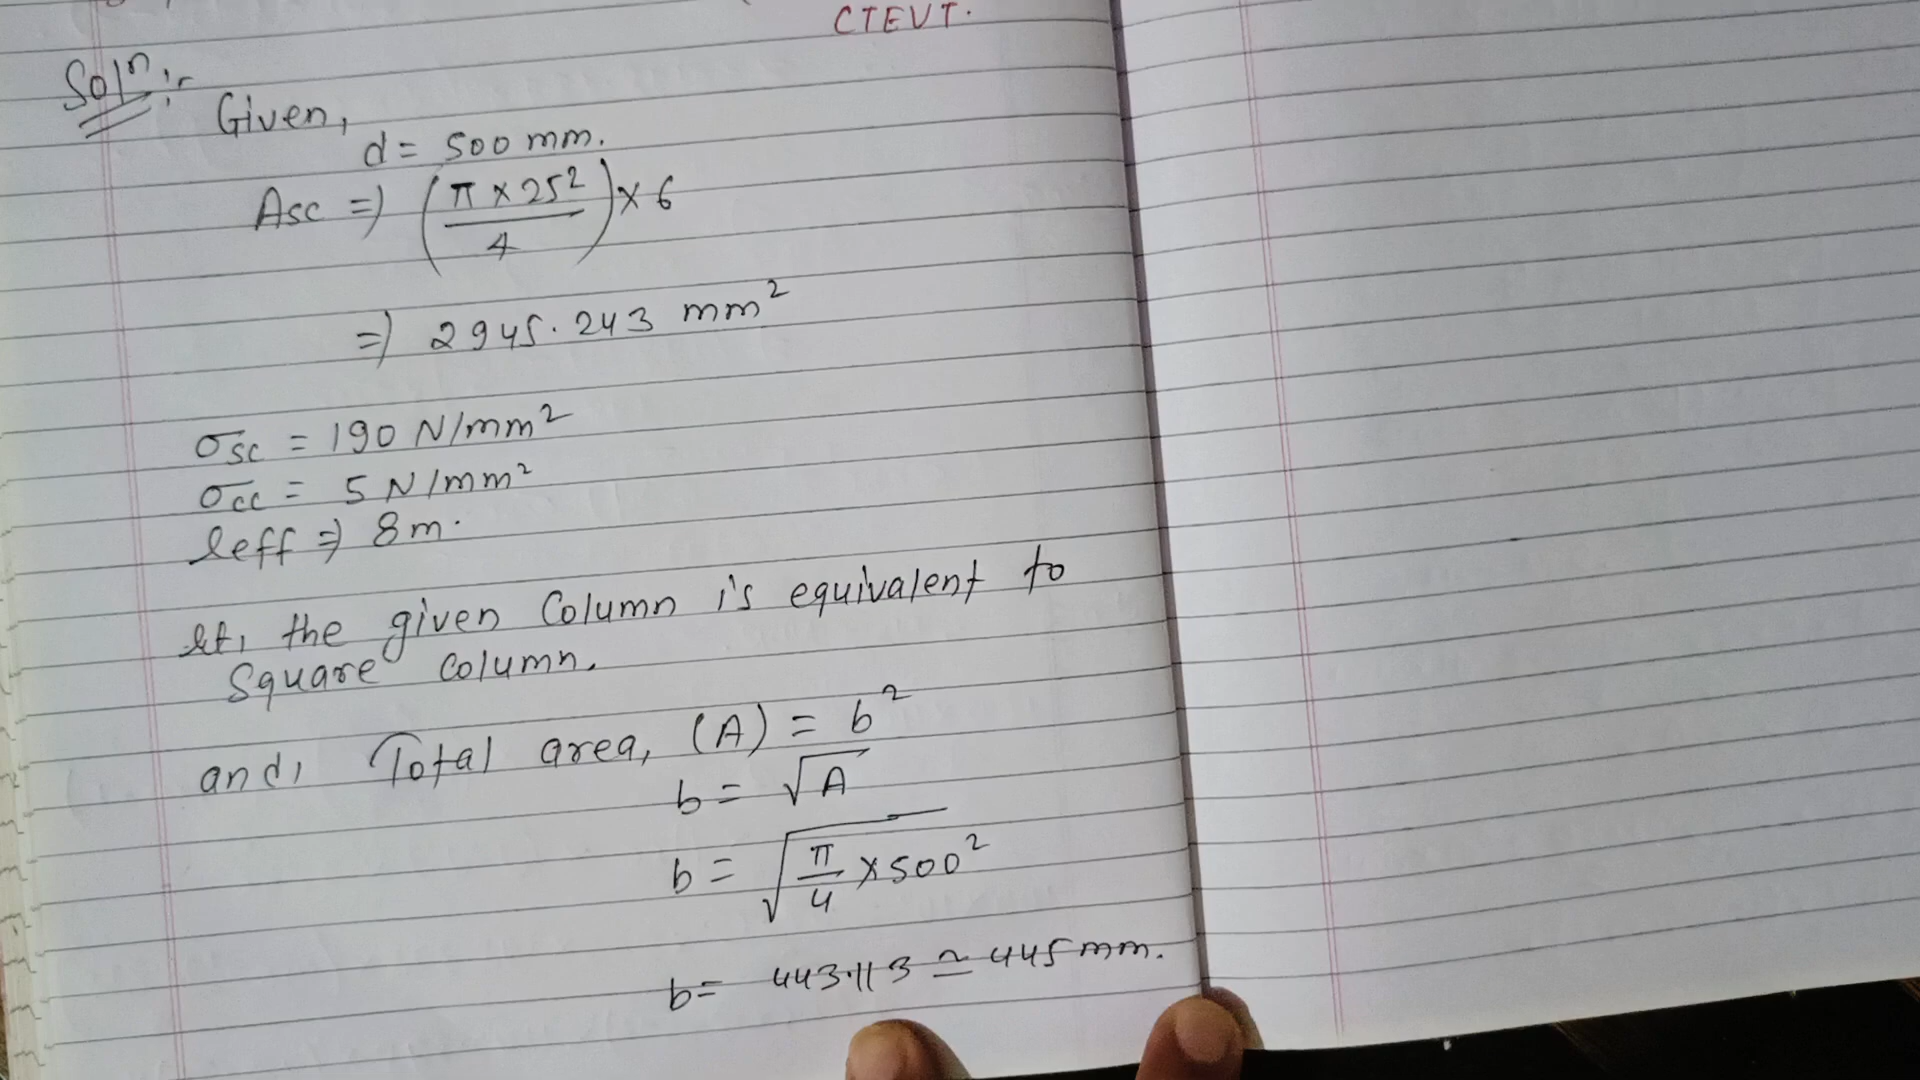 CTEVT.
Solⁿ:-
Given,
d = 500 mm.
Asc => (π × 25² / 4) × 6
=> 2945.243 mm²
σsc = 190 N/mm²
σcc = 5 N/mm²
leff => 8m.
let, the given Column is equivalent to
Square column.
and, Total area, (A) = b²
b = √A
b = √(π/4 × 500²)
b = 443.113 ≃ 445 mm.